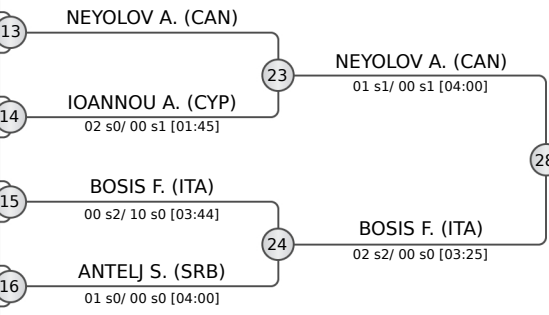 NEYOLOV A. (CAN)
13
23
NEYOLOV A. (CAN)
01 s1/ 00 s1 [04:00]
IOANNOU A. (CYP)
14
02 s0/ 00 s1 [01:45]
28
BOSIS F. (ITA)
15
00 s2/ 10 s0 [03:44]
24
BOSIS F. (ITA)
02 s2/ 00 s0 [03:25]
ANTELJ S. (SRB)
16
01 s0/ 00 s0 [04:00]